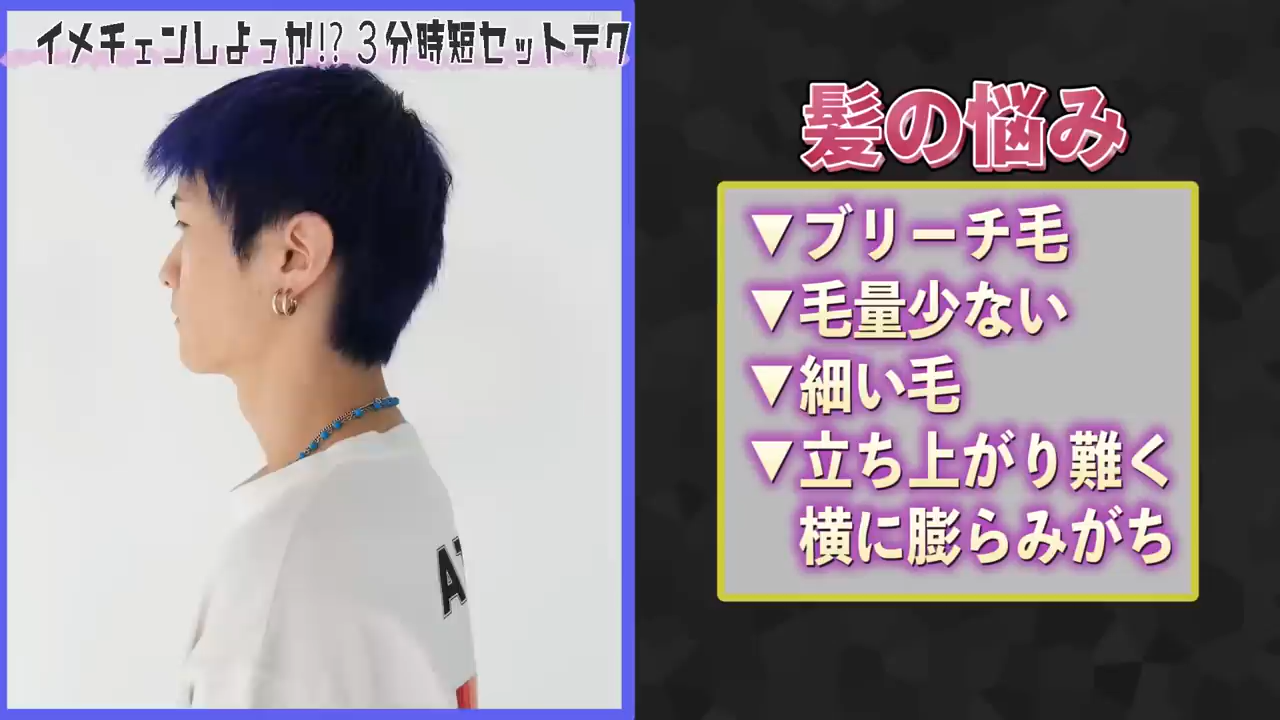 イメチェンしよっか!?3分時短セットテク
髪の悩み
▼ブリーチ毛
▼毛量少ない
▼細い毛
▼立ち上がり難く
横に膨らみがち